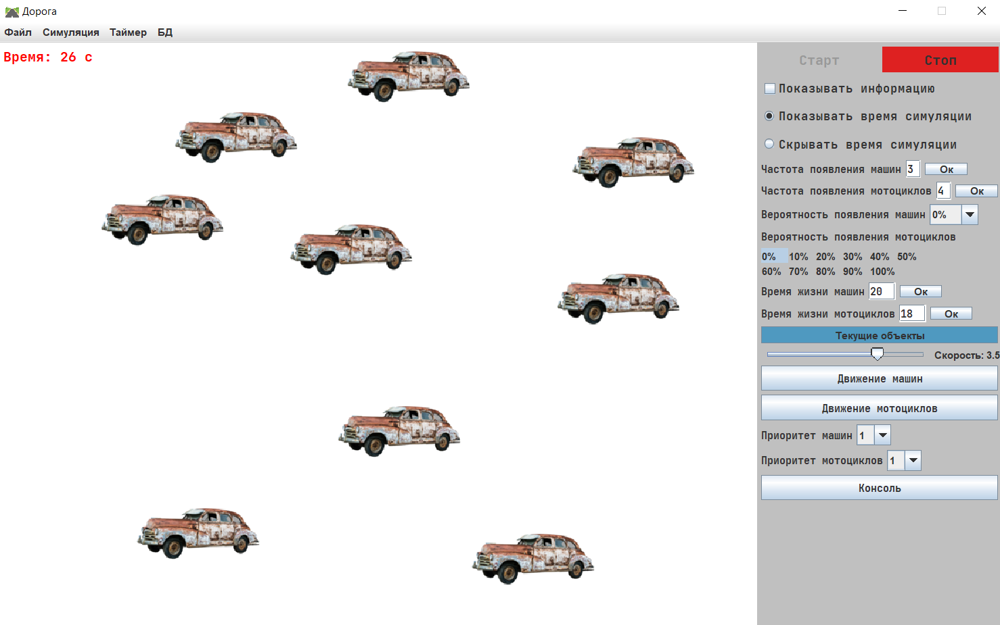 Дорога
Файл Симуляция Таймер БД
Время: 26 с
Старт Стоп
Показывать информацию
Показывать время симуляции
Скрывать время симуляции
Частота появления машин 3 Ок
Частота появления мотоциклов 4 Ок
Вероятность появления машин 0%
Вероятность появления мотоциклов
0% 10% 20% 30% 40% 50%
60% 70% 80% 90% 100%
Время жизни машин 20 Ок
Время жизни мотоциклов 18 Ок
Текущие объекты
Скорость: 3.5
Движение машин
Движение мотоциклов
Приоритет машин 1
Приоритет мотоциклов 1
Консоль